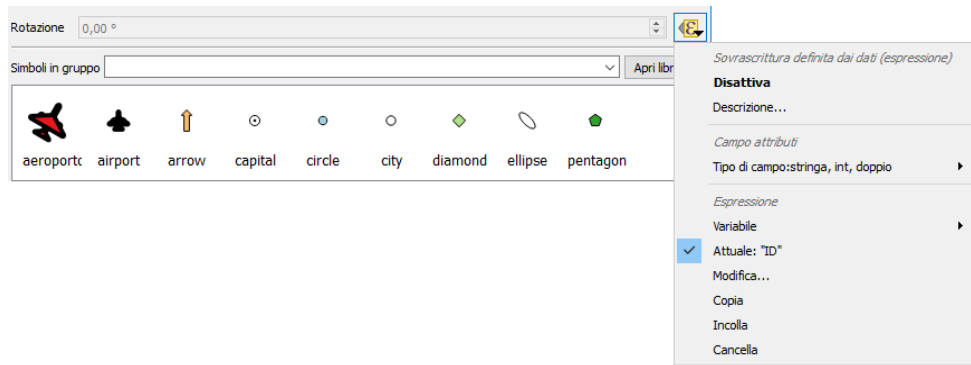 Rotazione 0,00 °
Simboli in gruppo Apri libr
aeroporto airport arrow capital circle city diamond ellipse pentagon
Sovrascrittura definita dai dati (espressione)
Disattiva
Descrizione...
Campo attributi
Tipo di campo:stringa, int, doppio
Espressione
Variabile
Attuale: "ID"
Modifica...
Copia
Incolla
Cancella